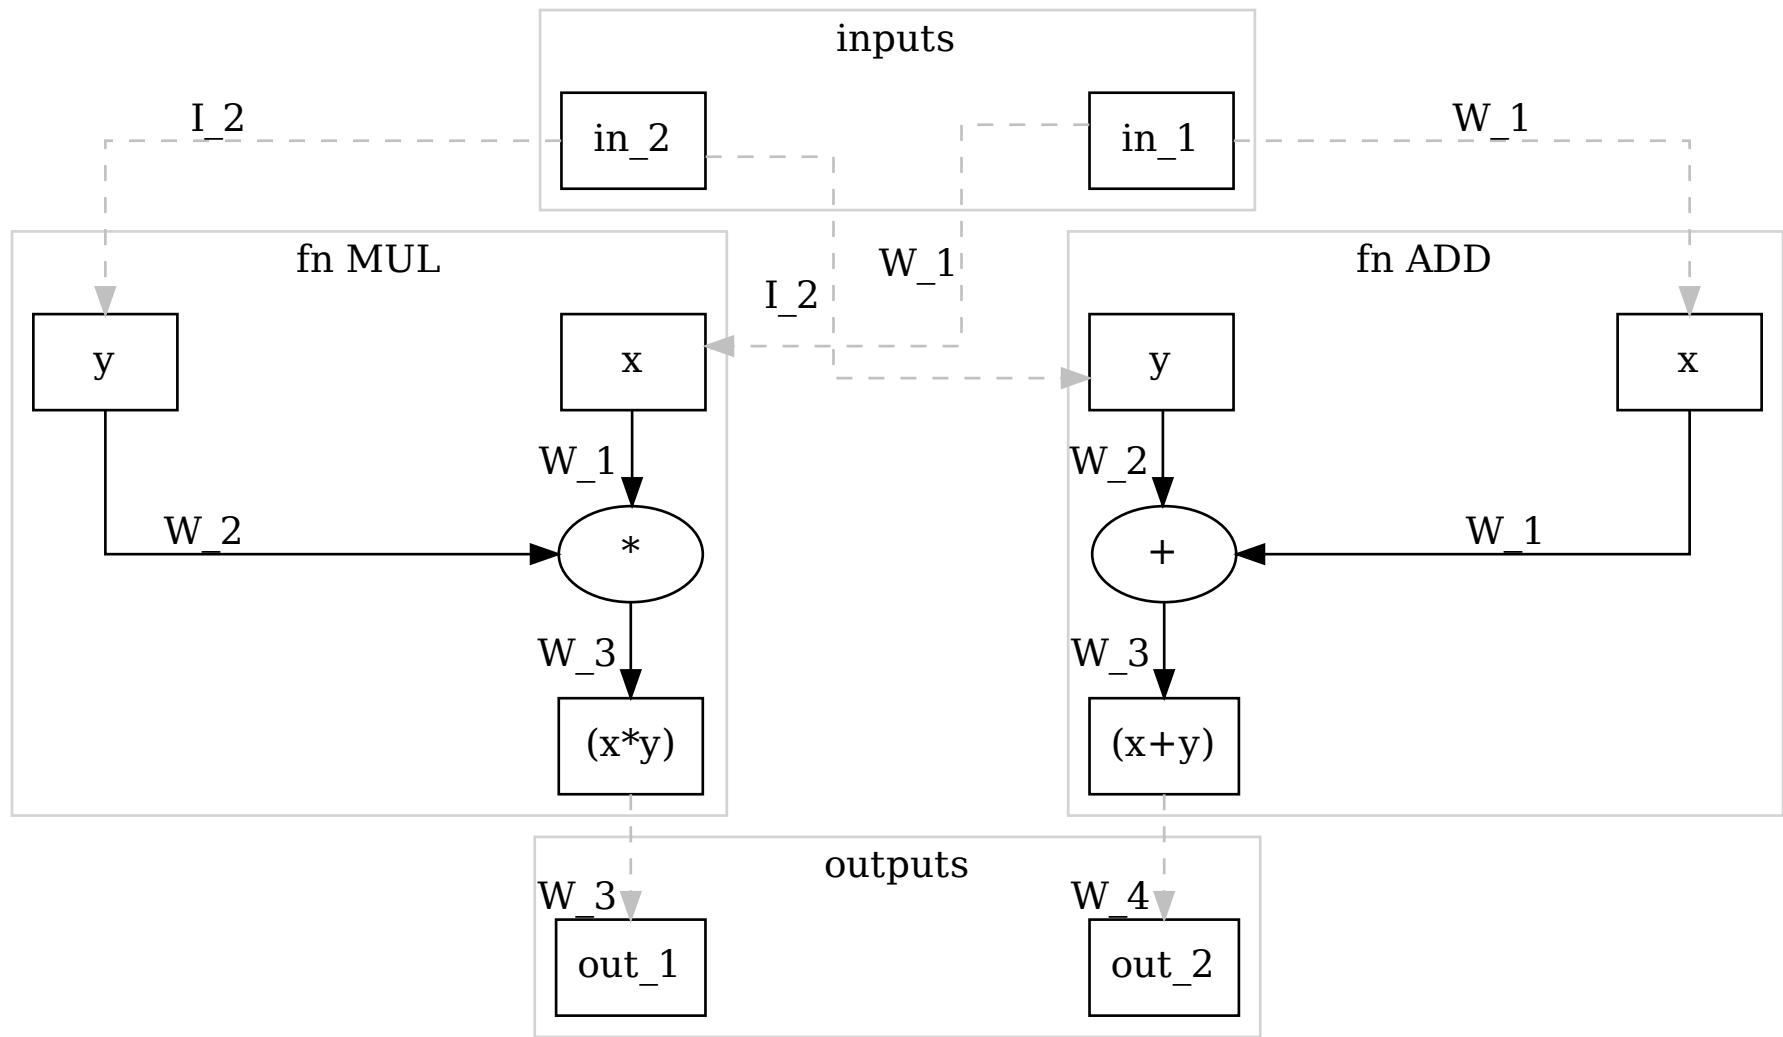 inputs
I_2
in_2
in_1
W_1
fn MUL
W_1
I_2
fn ADD
y
x
y
x
W_1
W_2
W_2
*
+
W_1
W_3
W_3
(x*y)
(x+y)
outputs
W_3
W_4
out_1
out_2